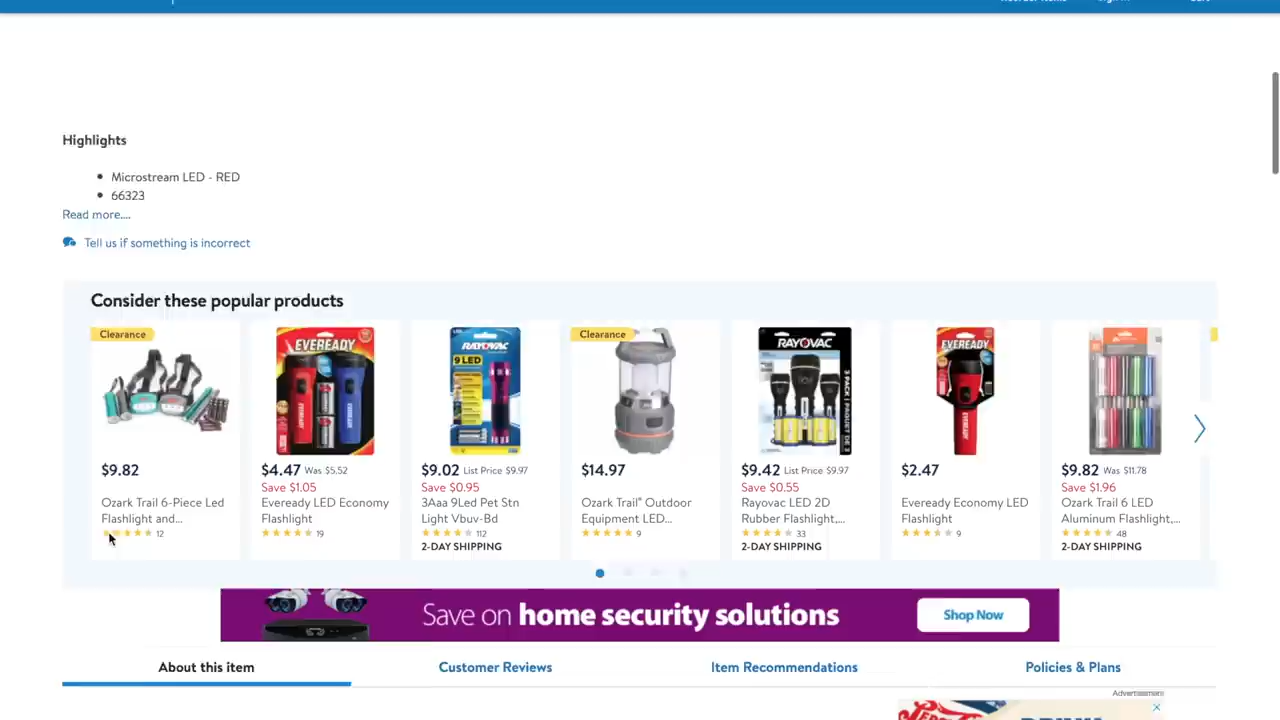 Highlights
Microstream LED - RED
66323
Read more....
Tell us if something is incorrect
Consider these popular products
Clearance
Clearance
EVEREADY
RAYOVAC
9 LED
RAYOVAC
3 PACK | PAQUET DE 3
EVEREADY
$9.82
$4.47 Was $5.52
$9.02 List Price $9.97
$14.97
$9.42 List Price $9.97
$2.47
$9.82 Was $11.78
Save $1.05
Save $0.95
Save $0.55
Save $1.96
Ozark Trail 6-Piece Led
Flashlight and...
Eveready LED Economy
Flashlight
3Aaa 9Led Pet Stn
Light Vbuv-Bd
Ozark Trail" Outdoor
Equipment LED...
Rayovac LED 2D
Rubber Flashlight,...
Eveready Economy LED
Flashlight
Ozark Trail 6 LED
Aluminum Flashlight,...
12
19
112
9
33
9
48
2-DAY SHIPPING
2-DAY SHIPPING
2-DAY SHIPPING
Save on home security solutions
Shop Now
About this item
Customer Reviews
Item Recommendations
Policies & Plans
Advertisement